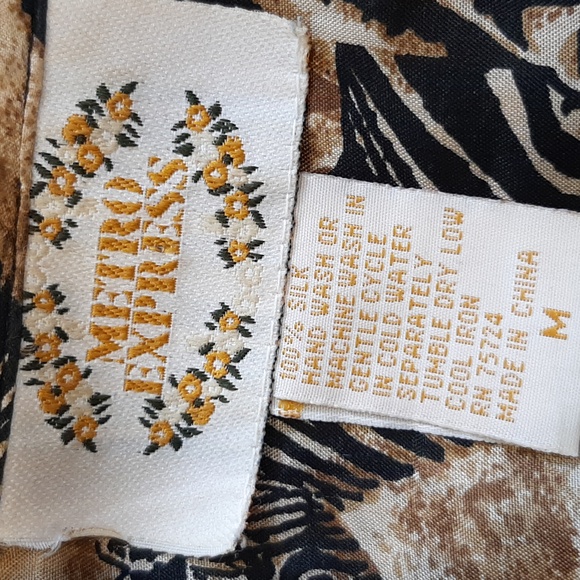 METRO
EXPRESS
100% SILK
HAND WASH OR
MACHINE WASH IN
GENTLE CYCLE
IN COLD WATER
SEPARATELY
TUMBLE DRY LOW
COOL IRON
RN 75724
MADE IN CHINA
M